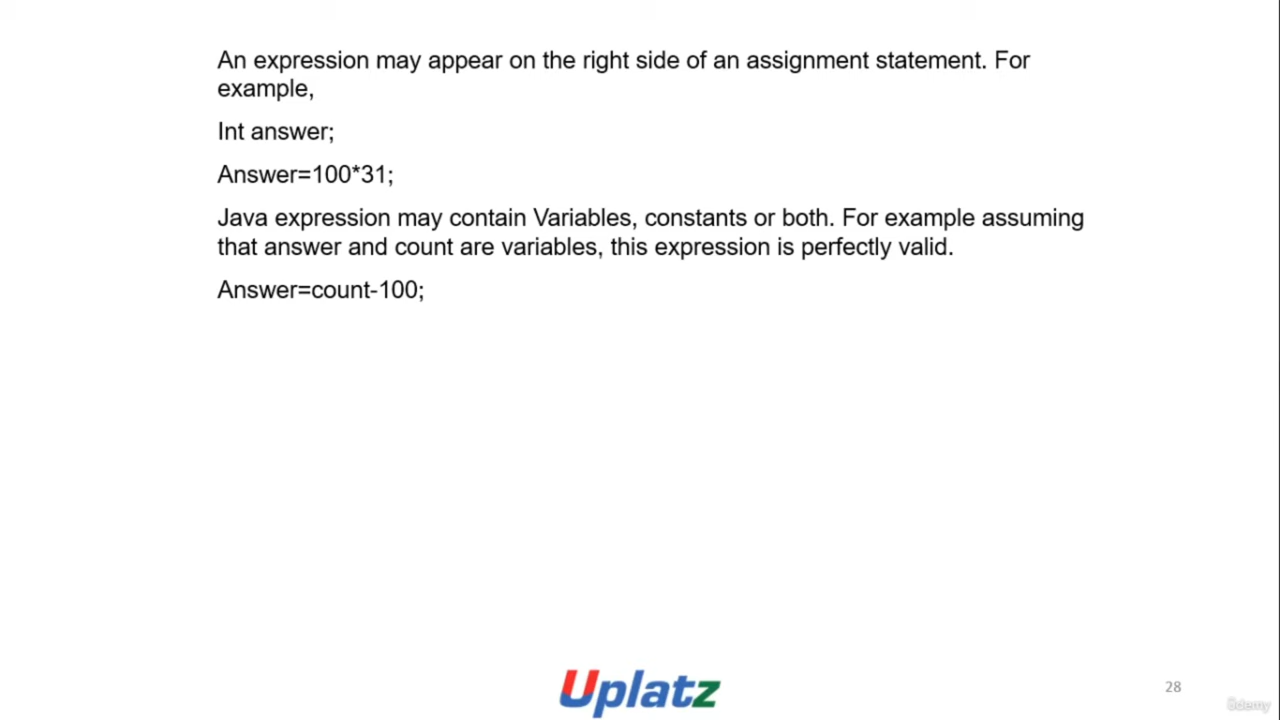 An expression may appear on the right side of an assignment statement. For
example,
Int answer;
Answer=100*31;
Java expression may contain Variables, constants or both. For example assuming
that answer and count are variables, this expression is perfectly valid.
Answer=count-100;
Uplatz
28
ûdemy